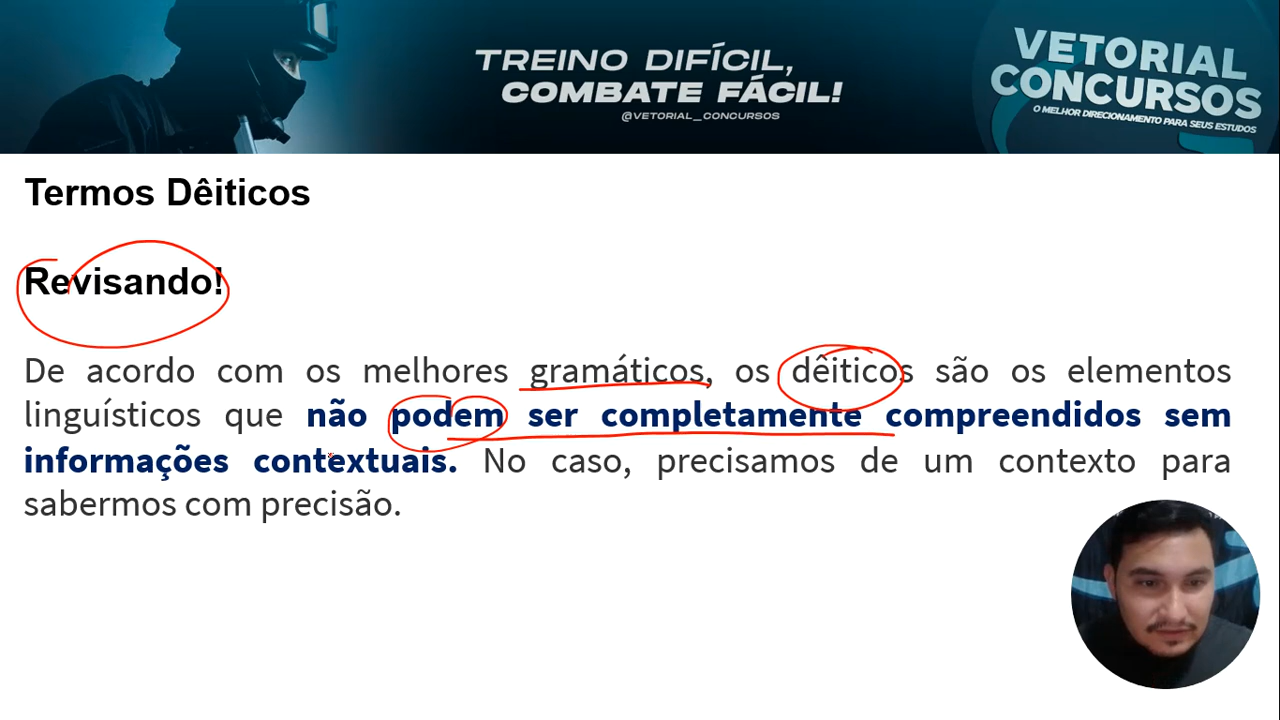 TREINO DIFÍCIL,
COMBATE FÁCIL!
@VETORIAL_CONCURSOS
VETORIAL
CONCURSOS
O MELHOR DIRECIONAMENTO PARA SEUS ESTUDOS
Termos Dêiticos
Revisando!
De acordo com os melhores gramáticos, os dêiticos são os elementos
linguísticos que não podem ser completamente compreendidos sem
informações contextuais. No caso, precisamos de um contexto para
sabermos com precisão.